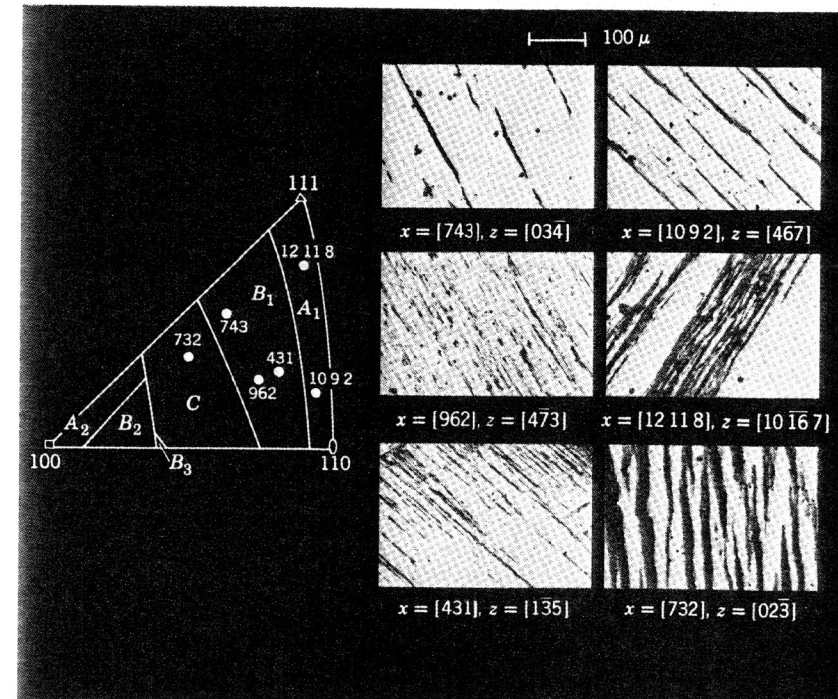 100 μ
111
12 11 8
B₁
A₁
743
732
431
962
10 9 2
C
A₂
B₂
100
110
B₃
x = [743], z = [034̄]
x = [10 9 2], z = [46̄7]
x = [962], z = [47̄3]
x = [12 11 8], z = [10 1̄6̄ 7]
x = [431], z = [13̄5]
x = [732], z = [023̄]